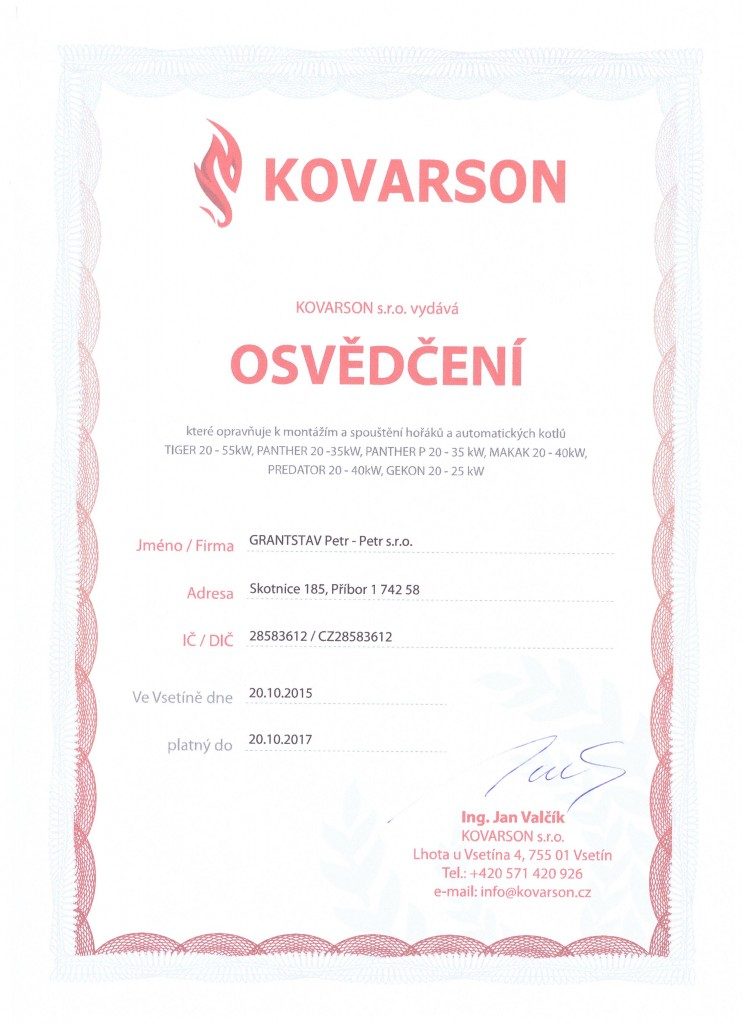 KOVARSON
KOVARSON s.r.o. vydává
OSVĚDČENÍ
které opravňuje k montážím a spouštění hořáků a automatických kotlů
TIGER 20 - 55kW, PANTHER 20 -35kW, PANTHER P 20 - 35 kW, MAKAK 20 - 40kW,
PREDATOR 20 - 40kW, GEKON 20 - 25 kW
Jméno / Firma GRANTSTAV Petr - Petr s.r.o.
Adresa Skotnice 185, Příbor 1 742 58
IČ / DIČ 28583612 / CZ28583612
Ve Vsetíně dne 20.10.2015
platný do 20.10.2017
Ing. Jan Valčík
KOVARSON s.r.o.
Lhota u Vsetína 4, 755 01 Vsetín
Tel.: +420 571 420 926
e-mail: info@kovarson.cz